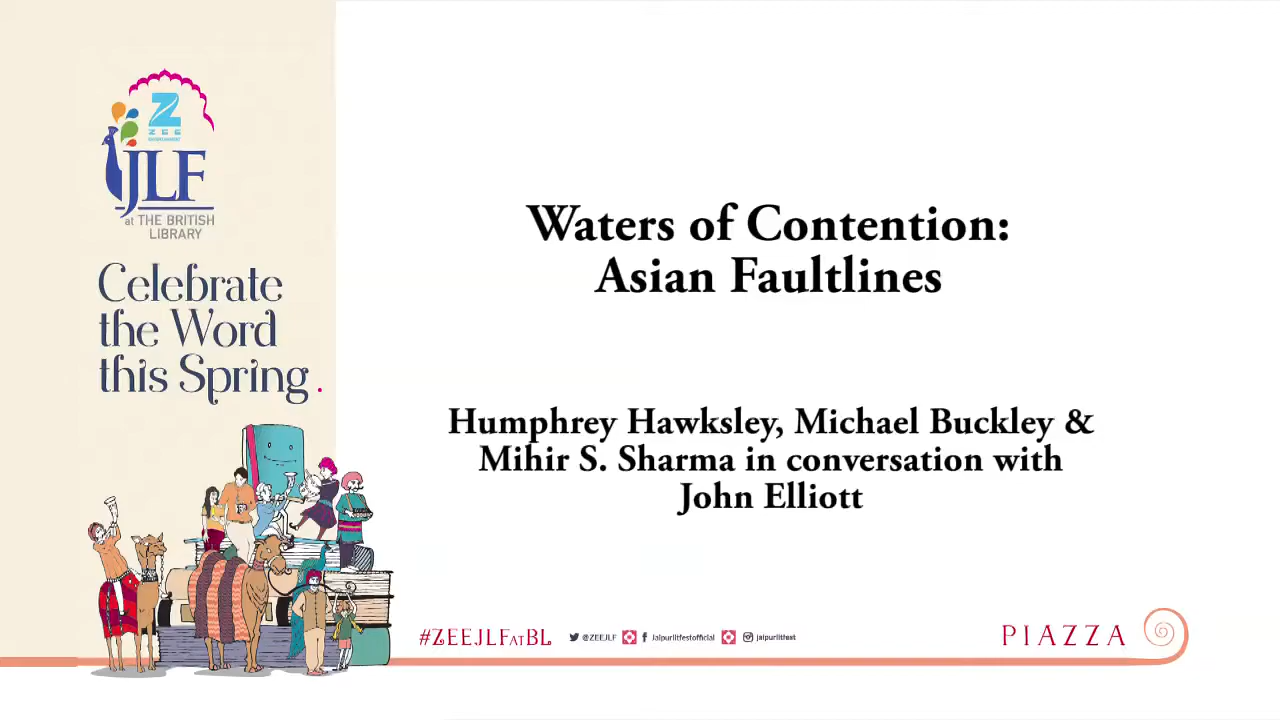 ZEE
JLF
at THE BRITISH
LIBRARY
Celebrate
the Word
this Spring.
Waters of Contention:
Asian Faultlines
Humphrey Hawksley, Michael Buckley &
Mihir S. Sharma in conversation with
John Elliott
#ZEEJLFATBL @ZEEJLF jaipurlitfestofficial jaipurlitfest
PIAZZA